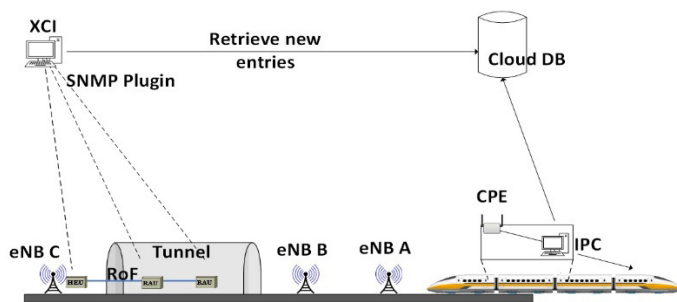 XCI
Retrieve new
entries
SNMP Plugin
Cloud DB
CPE
IPC
eNB C
Tunnel
eNB B
eNB A
HEU
RoF
RAU
RAU